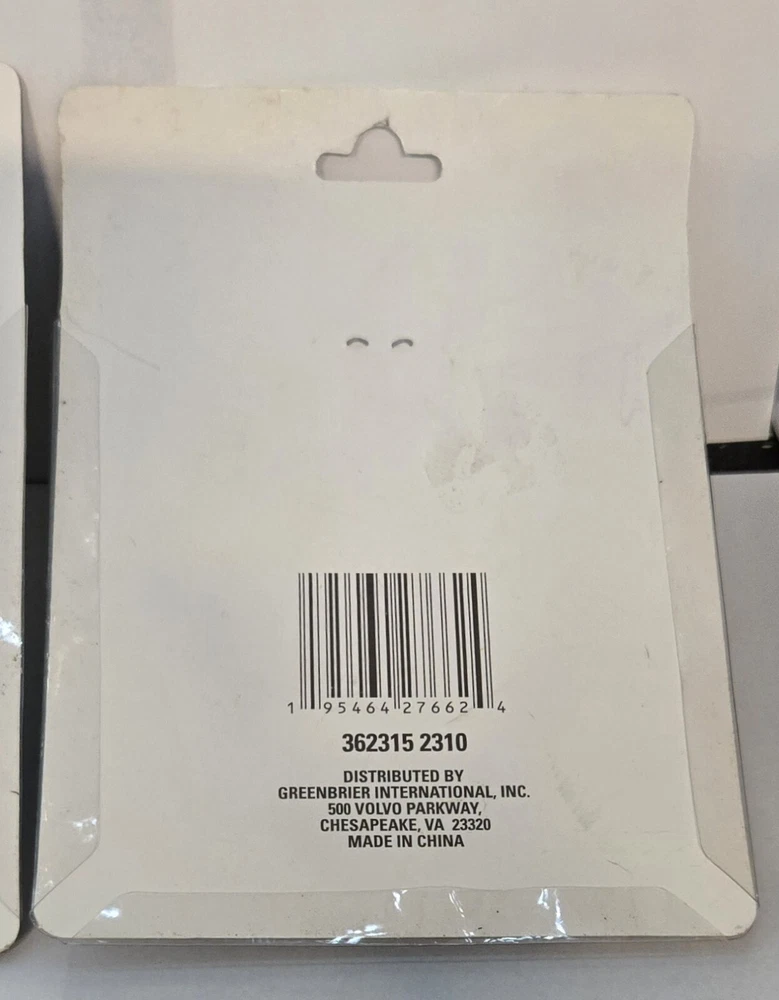 1 95464 27662 4
362315 2310
DISTRIBUTED BY
GREENBRIER INTERNATIONAL, INC.
500 VOLVO PARKWAY,
CHESAPEAKE, VA 23320
MADE IN CHINA